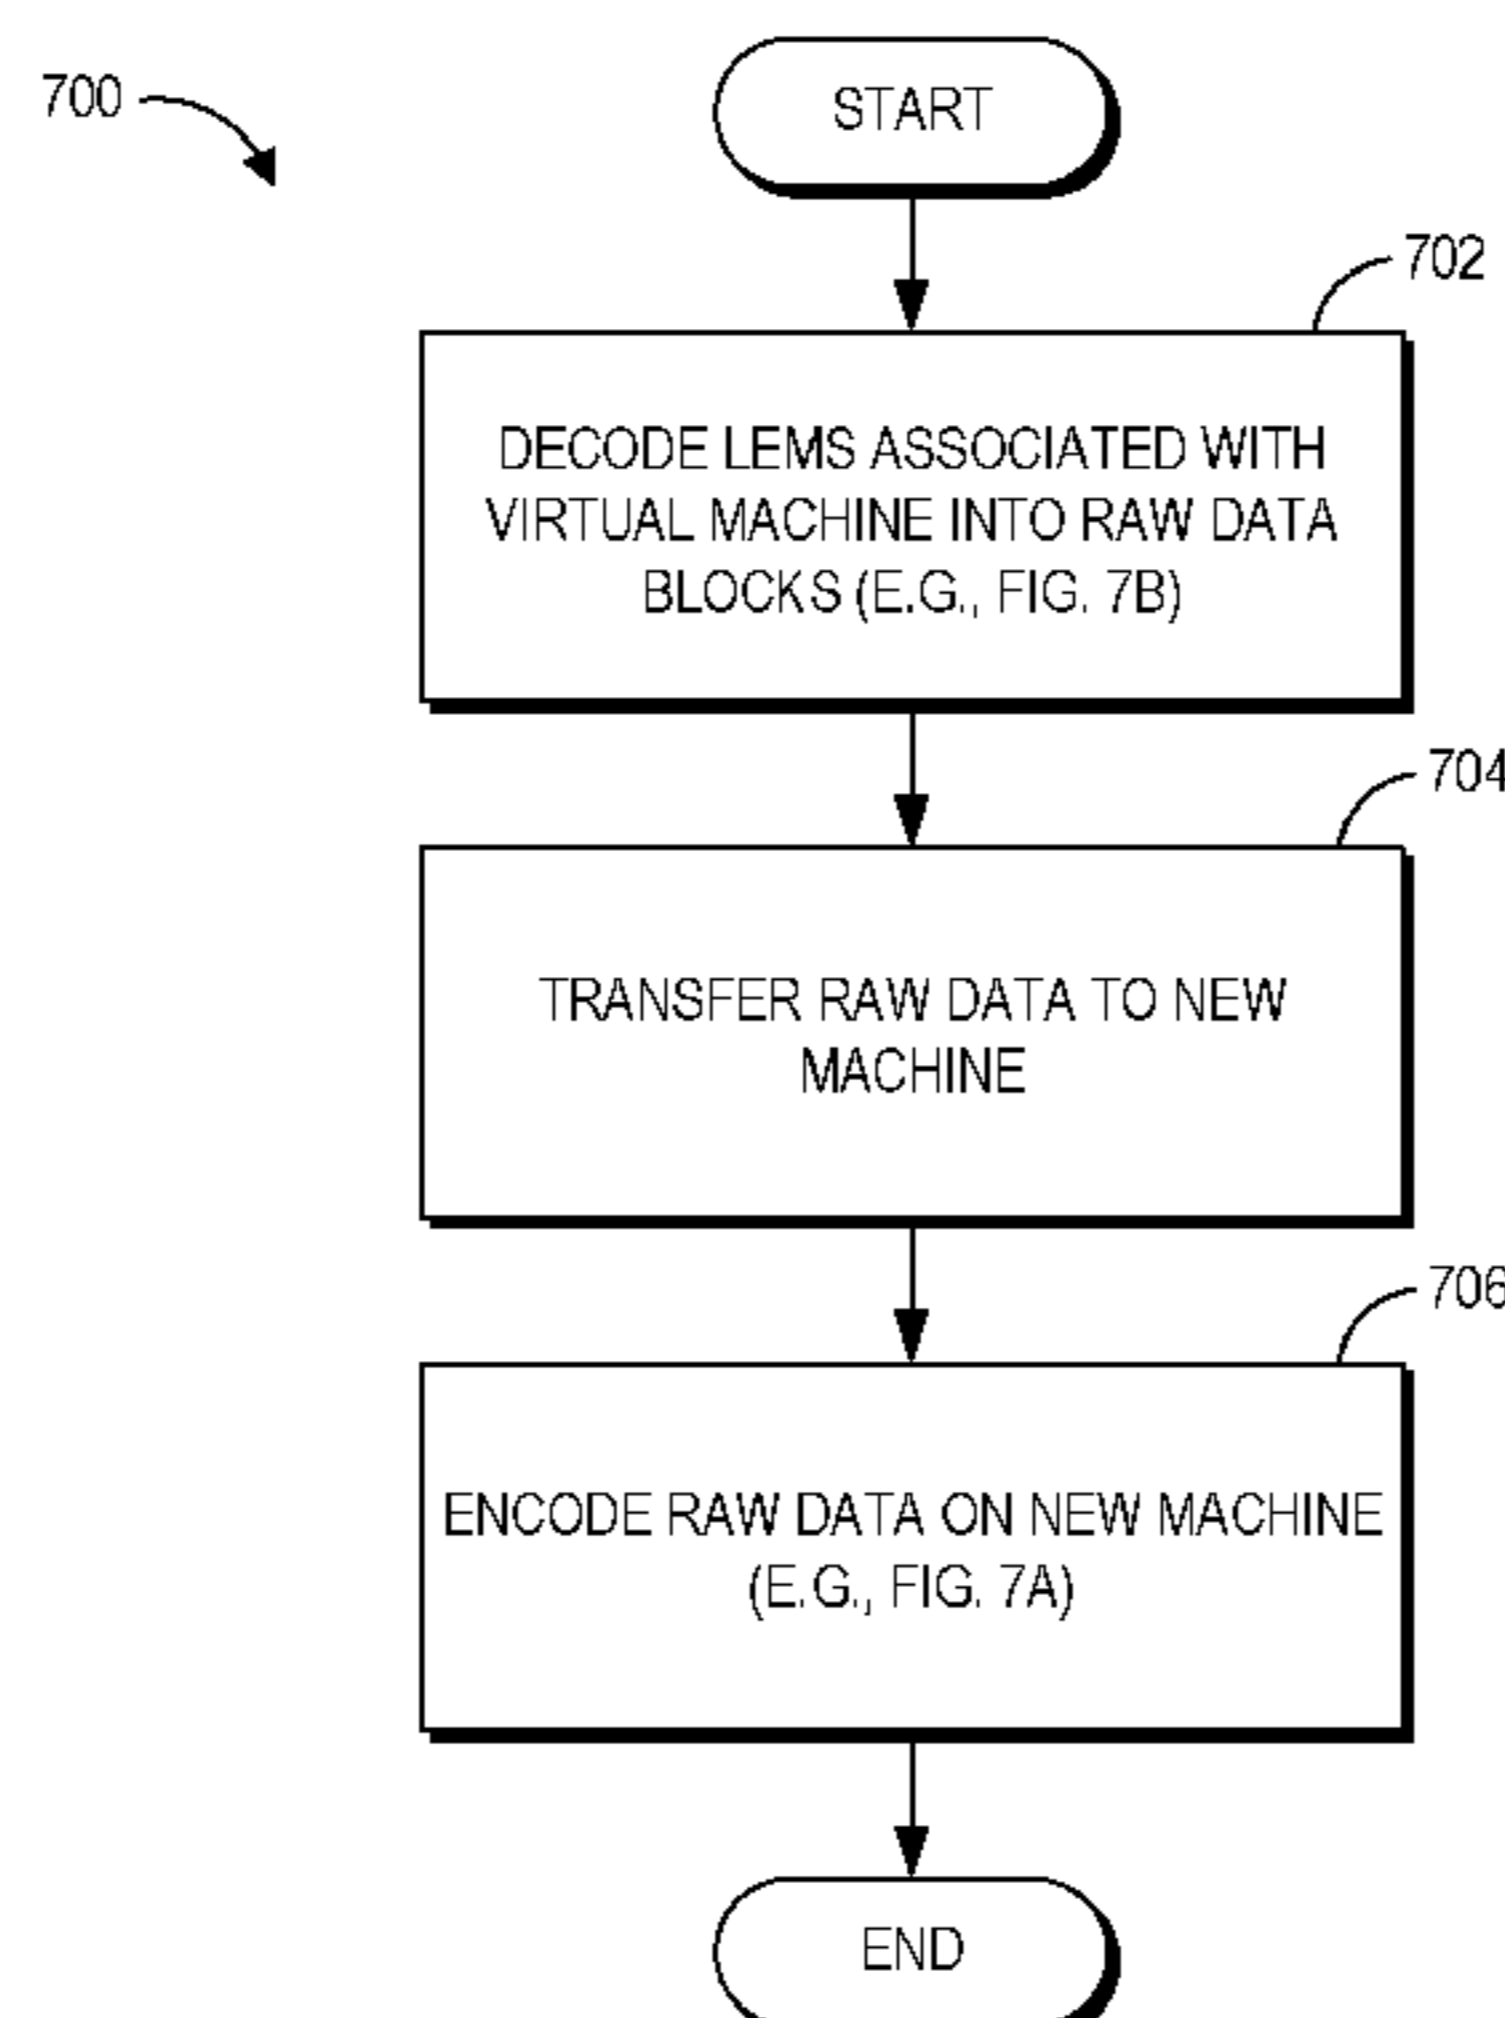 700
START
702
DECODE LEMS ASSOCIATED WITH
VIRTUAL MACHINE INTO RAW DATA
BLOCKS (E.G., FIG. 7B)
704
TRANSFER RAW DATA TO NEW
MACHINE
706
ENCODE RAW DATA ON NEW MACHINE
(E.G., FIG. 7A)
END